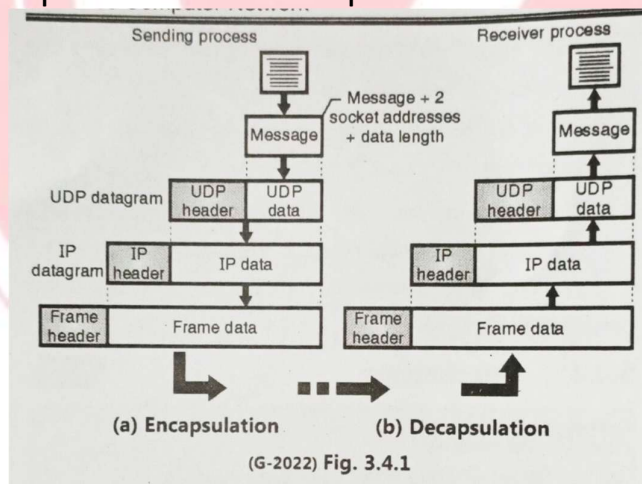 Computer Network
Sending process
Receiver process
Message + 2
socket addresses
+ data length
Message
Message
UDP datagram
UDP
header
UDP
data
UDP
header
UDP
data
IP
datagram
IP
header
IP data
IP
header
IP data
Frame
header
Frame data
Frame
header
Frame data
(a) Encapsulation
(b) Decapsulation
(G-2022) Fig. 3.4.1